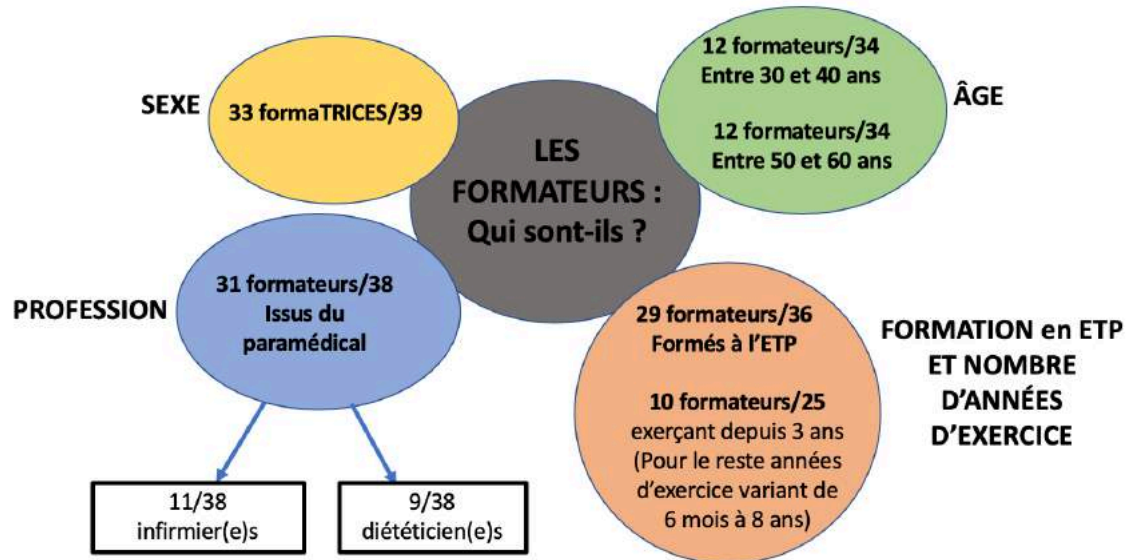 LES
FORMATEURS :
Qui sont-ils ?
SEXE
33 formaTRICES/39
12 formateurs/34
Entre 30 et 40 ans
12 formateurs/34
Entre 50 et 60 ans
ÂGE
PROFESSION
31 formateurs/38
Issus du
paramédical
11/38
infirmier(e)s
9/38
diététicien(e)s
29 formateurs/36
Formés à l’ETP
10 formateurs/25
exerçant depuis 3 ans
(Pour le reste années
d’exercice variant de
6 mois à 8 ans)
FORMATION en ETP
ET NOMBRE
D’ANNÉES
D’EXERCICE